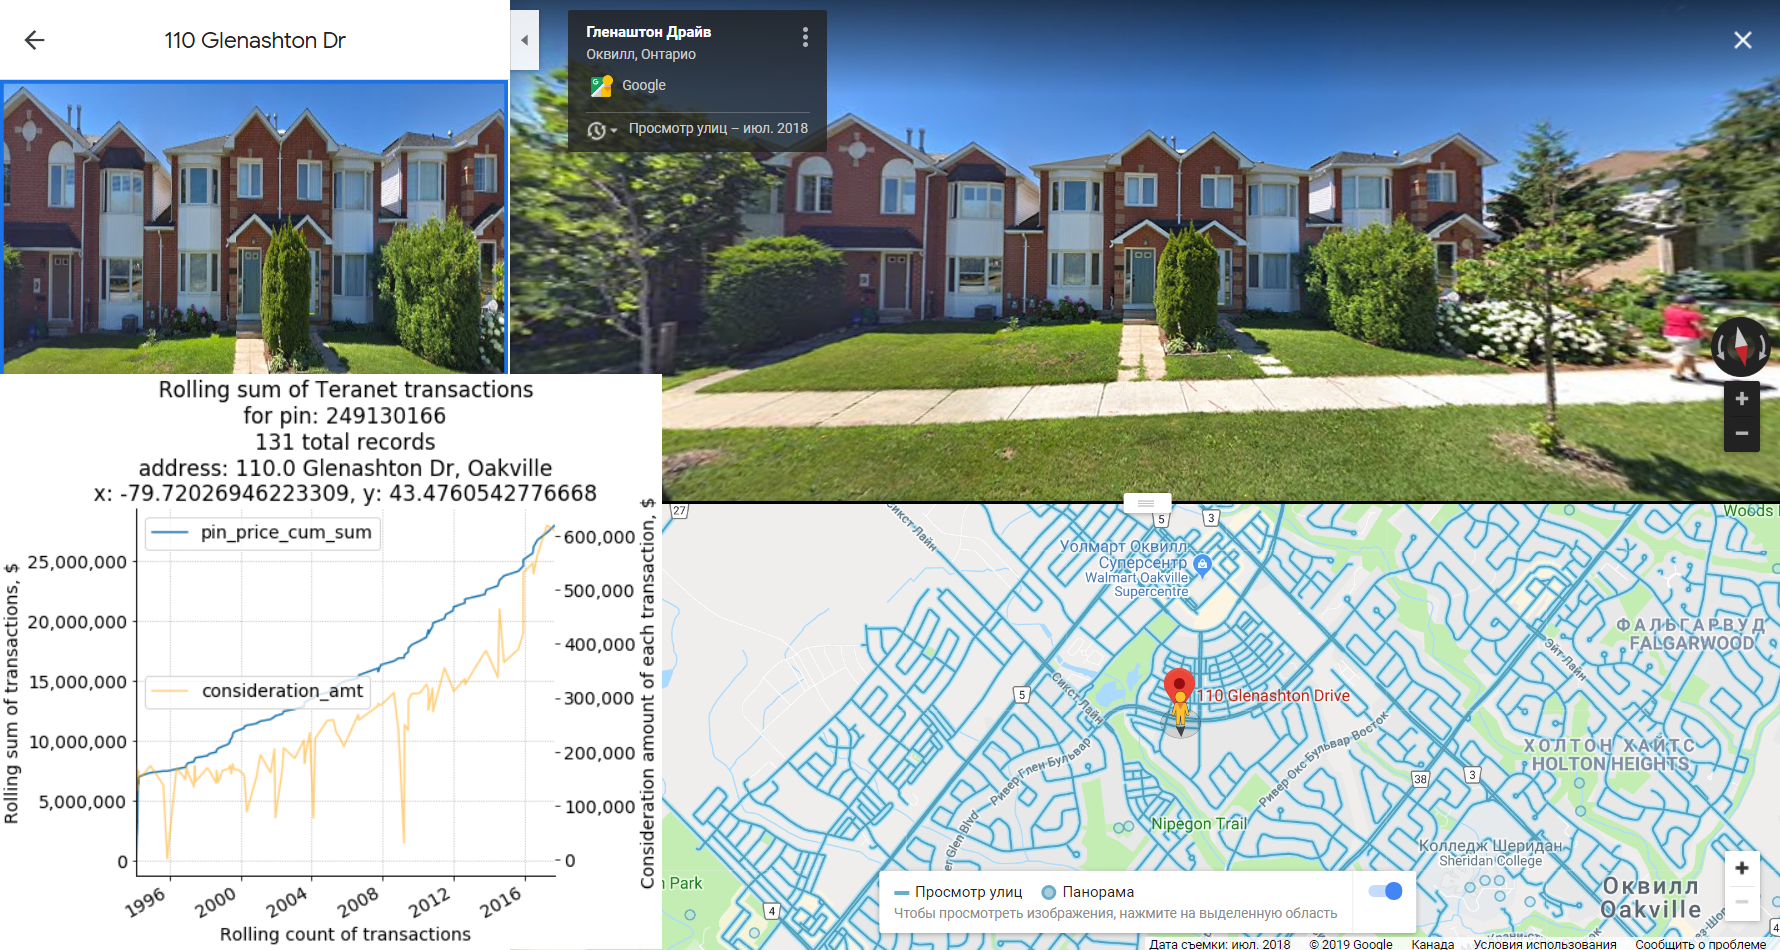 110 Glenashton Dr
Гленаштон Драйв
Оквилл, Онтарио
Google
Просмотр улиц – июл. 2018
Rolling sum of Teranet transactions
for pin: 249130166
131 total records
address: 110.0 Glenashton Dr, Oakville
x: -79.72026946223309, y: 43.4760542776668
pin_price_cum_sum
consideration_amt
Rolling sum of transactions, $
25,000,000
20,000,000
15,000,000
10,000,000
5,000,000
0
Consideration amount of each transaction, $
600,000
500,000
400,000
300,000
200,000
100,000
0
1996
2000
2004
2008
2012
2016
Rolling count of transactions
27
5
3
Woods
Сикст-Лайн
Уолмарт Оквилл
Суперсентр
Walmart Oakville
Supercentre
ФАЛЬГАРВУД
FALGARWOOD
Эйт-Лайн
5
Сикст-Лайн
110 Glenashton Drive
Ривер Глен Бульвар
Ривер-Окс-Бульвар Восток
ХОЛТОН ХАЙТС
HOLTON HEIGHTS
38
3
Nipegon Trail
er Glen Blvd
Колледж Шеридан
Sheridan College
n Park
4
Оквилл
Oakville
4
Просмотр улиц
Панорама
Чтобы просмотреть изображения, нажмите на выделенную область
Дата съемки: июл. 2018
© 2019 Google
Канада
Условия использования
Сообщить о проблеме